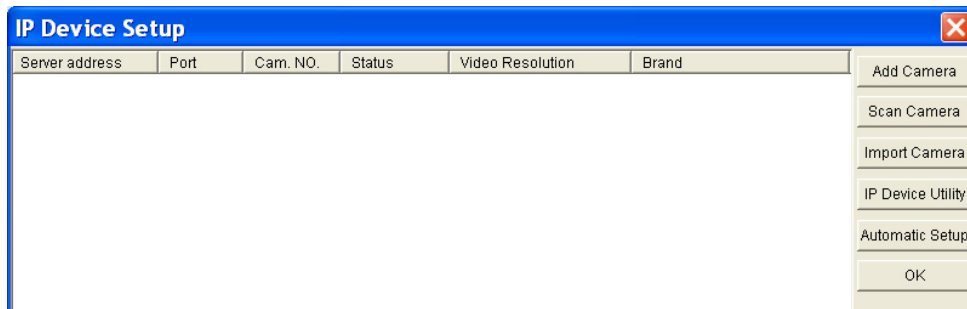 IP Device Setup
Server address Port Cam. NO. Status Video Resolution Brand
Add Camera
Scan Camera
Import Camera
IP Device Utility
Automatic Setup
OK